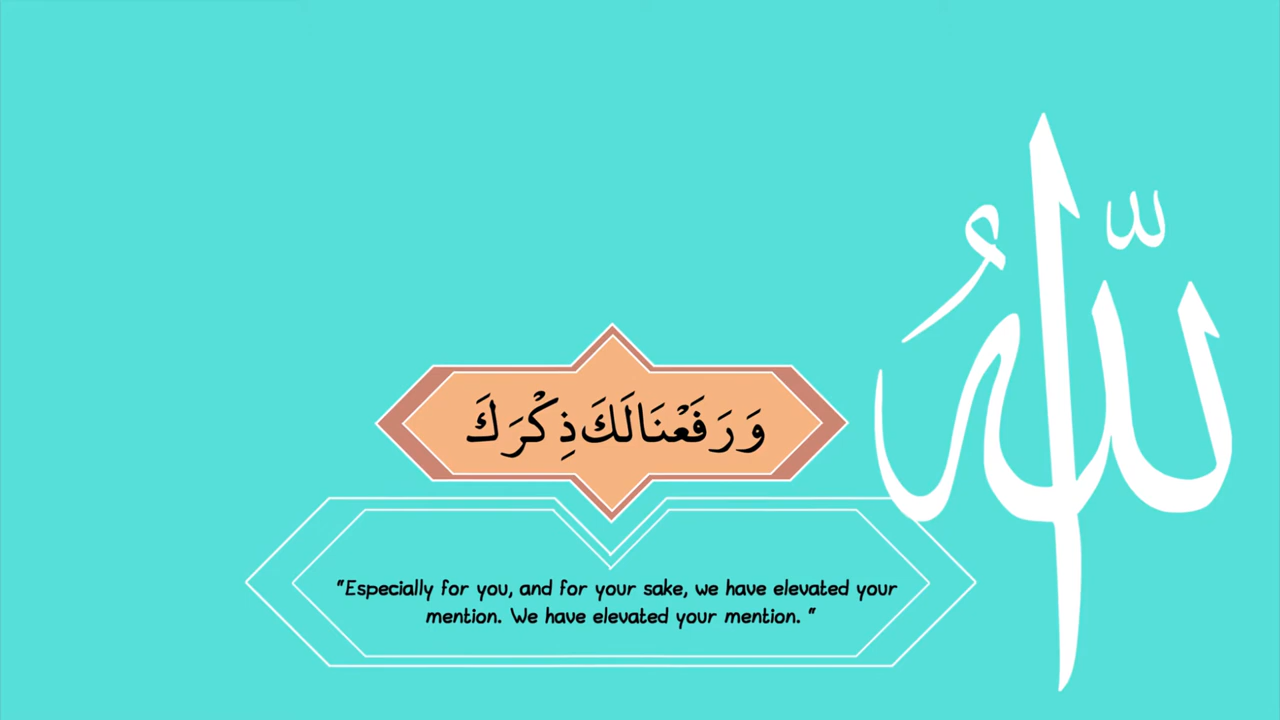 الله
وَرَفَعْنَا لَكَ ذِكْرَكَ
"Especially for you, and for your sake, we have elevated your
mention. We have elevated your mention. "